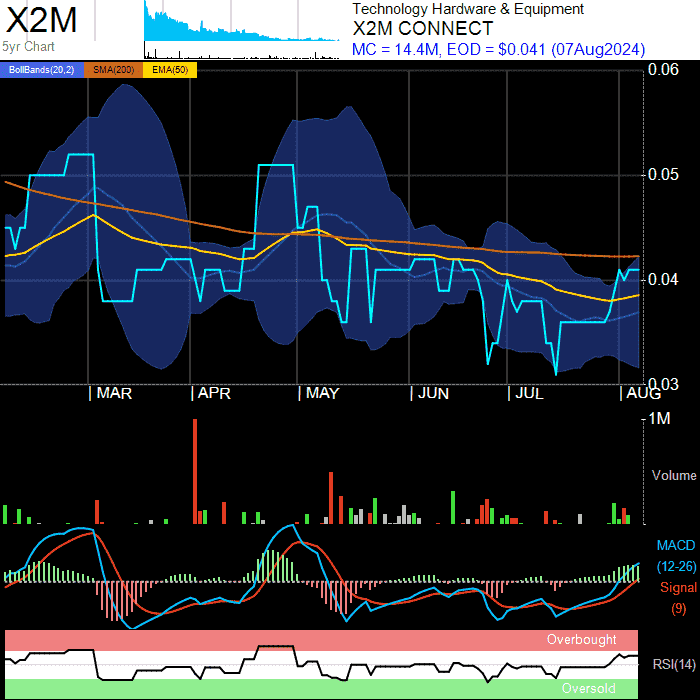 X2M
5yr Chart
Technology Hardware & Equipment
X2M CONNECT
MC = 14.4M, EOD = $0.041 (07Aug2024)
BollBands(20,2) SMA(200) EMA(50)
0.06
0.05
0.04
0.03
MAR APR MAY JUN JUL AUG
1M
Volume
MACD
(12-26)
Signal
(9)
Overbought
RSI(14)
Oversold